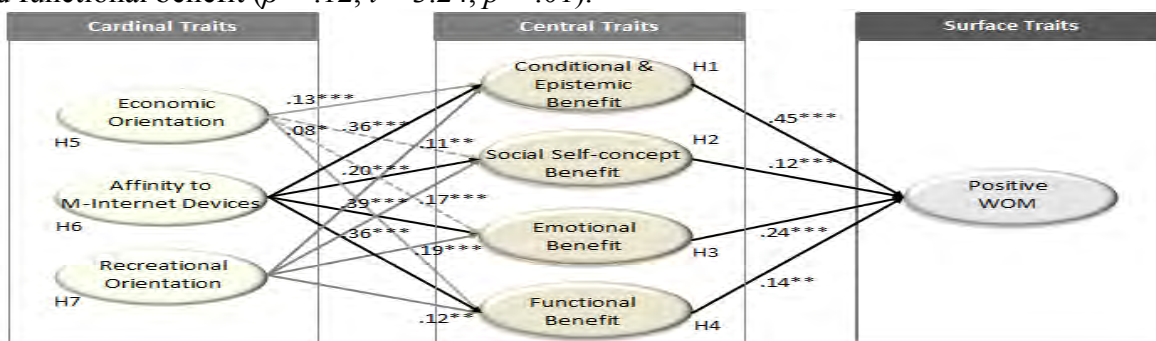 Cardinal Traits
Central Traits
Surface Traits
Conditional &
Epistemic
Benefit
H1
Economic
Orientation
H5
.13***
.08*
.36***
.11**
.45***
Social Self-concept
Benefit
H2
.12***
Affinity to
M-Internet Devices
H6
.20***
.39***
.17***
.36***
Positive
WOM
Emotional
Benefit
H3
.19***
.24***
Recreational
Orientation
H7
.12**
Functional
Benefit
H4
.14**